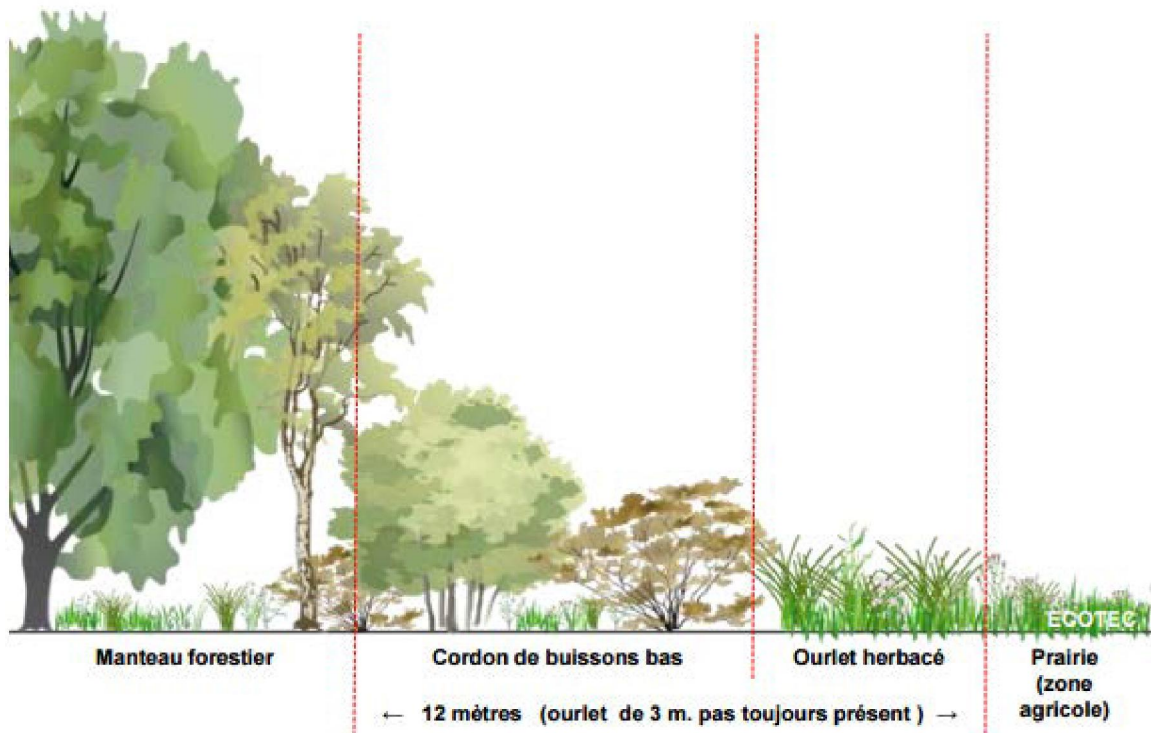 ECOTEC
Manteau forestier
Cordon de buissons bas
Ourlet herbacé
Prairie
(zone
agricole)
← 12 mètres (ourlet de 3 m. pas toujours présent ) →